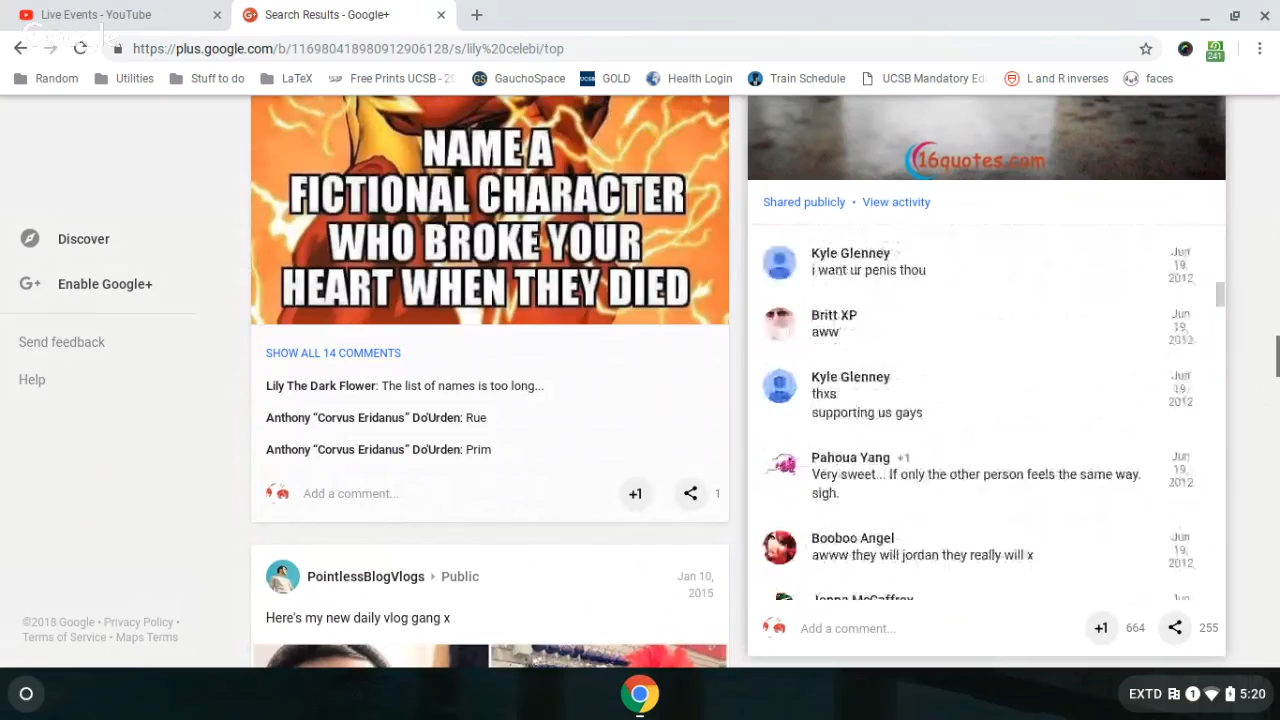 Live Events - YouTube
Search Results - Google+
https://plus.google.com/b/116980418980912906128/s/lily%20celebi/top
241
Random
Utilities
Stuff to do
LaTeX
Free Prints UCSB - 2
GauchoSpace
GOLD
Health Login
Train Schedule
UCSB Mandatory Ed
L and R inverses
faces
Discover
Enable Google+
Send feedback
Help
©2018 Google • Privacy Policy •
Terms of Service • Maps Terms
NAME A
FICTIONAL CHARACTER
WHO BROKE YOUR
HEART WHEN THEY DIED
SHOW ALL 14 COMMENTS
Lily The Dark Flower: The list of names is too long...
Anthony “Corvus Eridanus” Do'Urden: Rue
Anthony “Corvus Eridanus” Do'Urden: Prim
Add a comment...
+1
1
PointlessBlogVlogs
Public
Jan 10,
2015
Here's my new daily vlog gang x
16quotes.com
Shared publicly • View activity
Kyle Glenney
i want ur penis thou
Jun
19,
2012
Britt XP
aww
Jun
19,
2012
Kyle Glenney
thxs
supporting us gays
Jun
19,
2012
Pahoua Yang +1
Very sweet... If only the other person feels the same way.
sigh.
Jun
19,
2012
Booboo Angel
awww they will jordan they really will x
Jun
19,
2012
Jenna McCaffrey
Jun
Add a comment...
+1
664
255
EXTD
1
5:20